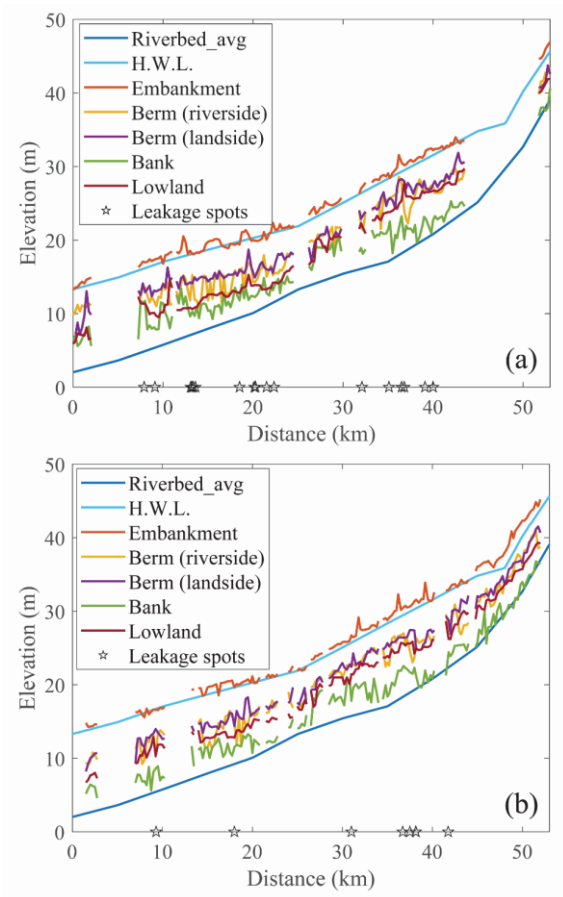 50
Riverbed_avg
H.W.L.
40
Embankment
Berm (riverside)
30
Berm (landside)
Bank
Lowland
Leakage spots
20
10
0
Elevation (m)
(a)
0 10 20 30 40 50
Distance (km)
50
Riverbed_avg
H.W.L.
40
Embankment
Berm (riverside)
30
Berm (landside)
Bank
Lowland
Leakage spots
20
10
0
Elevation (m)
(b)
0 10 20 30 40 50
Distance (km)